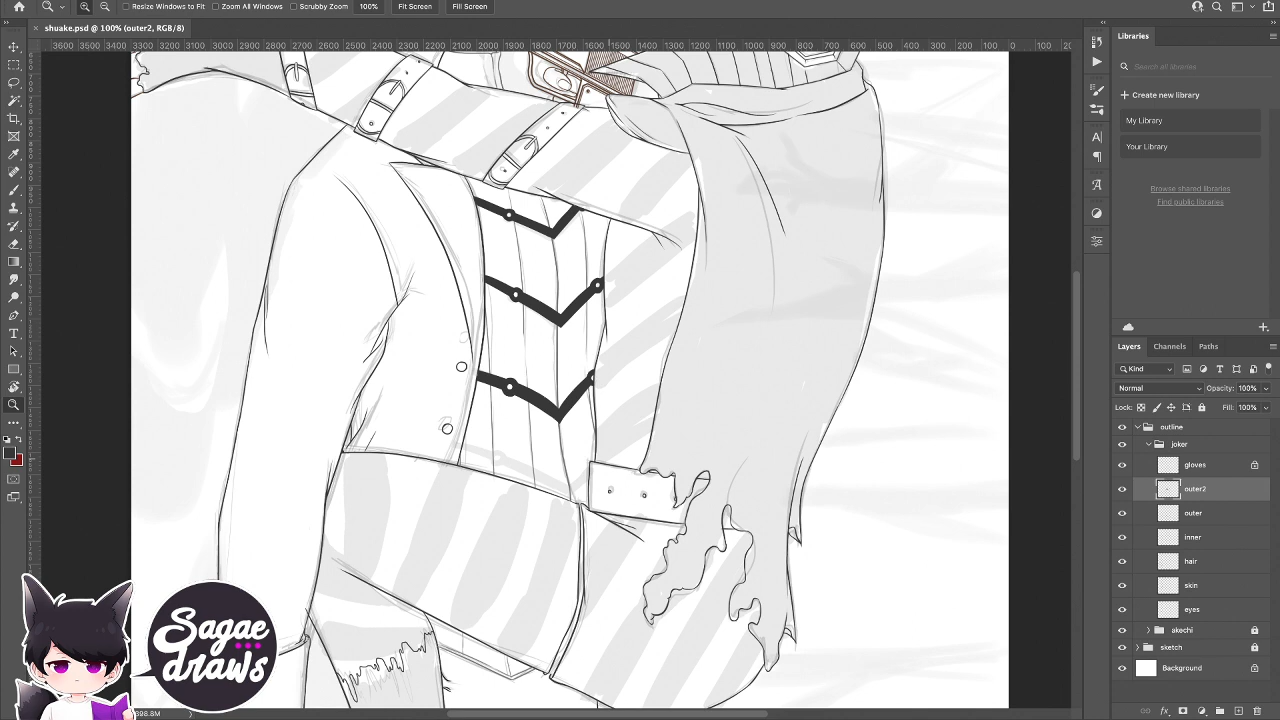 Resize Windows to Fit Zoom All Windows Scrubby Zoom 100% Fit Screen Fill Screen
× shuake.psd @ 100% (outer2, RGB/8)
3600 3500 3400 3300 3200 3100 3000 2900 2800 2700 2600 2500 2400 2300 2200 2100 2000 1900 1800 1700 1600 1500 1400 1300 1200 1100 1000 900 800 700 600 500 400 300 200 100 0 100
Libraries
Search all libraries
Create new library
My Library
Your Library
Browse shared libraries
Find public libraries
Layers Channels Paths
Kind
Normal Opacity: 100%
Lock: Fill: 100%
outline
joker
gloves
outer2
outer
inner
hair
skin
eyes
akechi
sketch
Background
Sagae
draws
398.8M